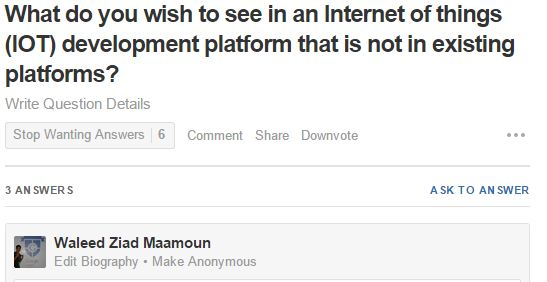 What do you wish to see in an Internet of things
(IOT) development platform that is not in existing
platforms?
Write Question Details
Stop Wanting Answers 6 Comment Share Downvote
3 ANSWERS ASK TO ANSWER
Waleed Ziad Maamoun
Edit Biography • Make Anonymous